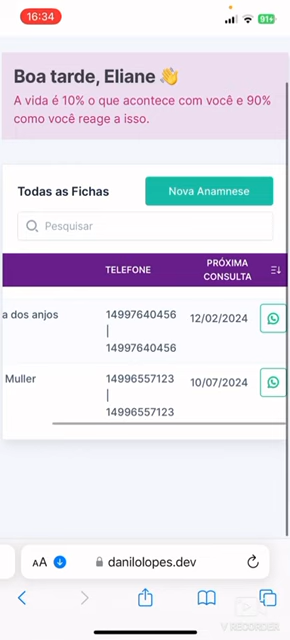 16:34
91+
Boa tarde, Eliane 👋
A vida é 10% o que acontece com você e 90%
como você reage a isso.
Todas as Fichas
Nova Anamnese
Pesquisar
TELEFONE
PRÓXIMA
CONSULTA
a dos anjos
14997640456
|
14997640456
12/02/2024
Muller
14996557123
|
14996557123
10/07/2024
AA
danilolopes.dev
V RECORDER